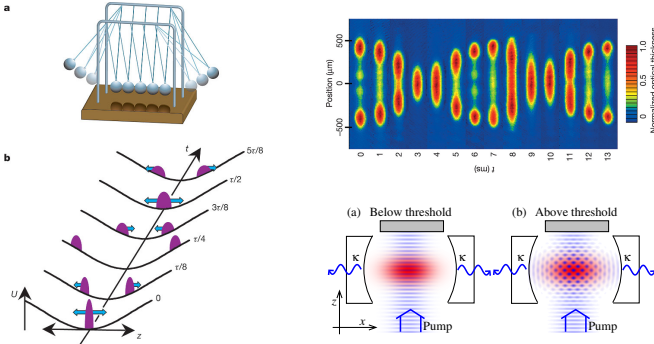 a
b
t
5τ/8
τ/2
3τ/8
τ/4
τ/8
0
U
z
Position (μm)
500
0
−500
0 1 2 3 4 5 6 7 8 9 10 11 12 13
t (ms)
1.0
0.5
0
Normalized optical thickness
(a) Below threshold
κ
κ
z
x
Pump
(b) Above threshold
κ
κ
Pump